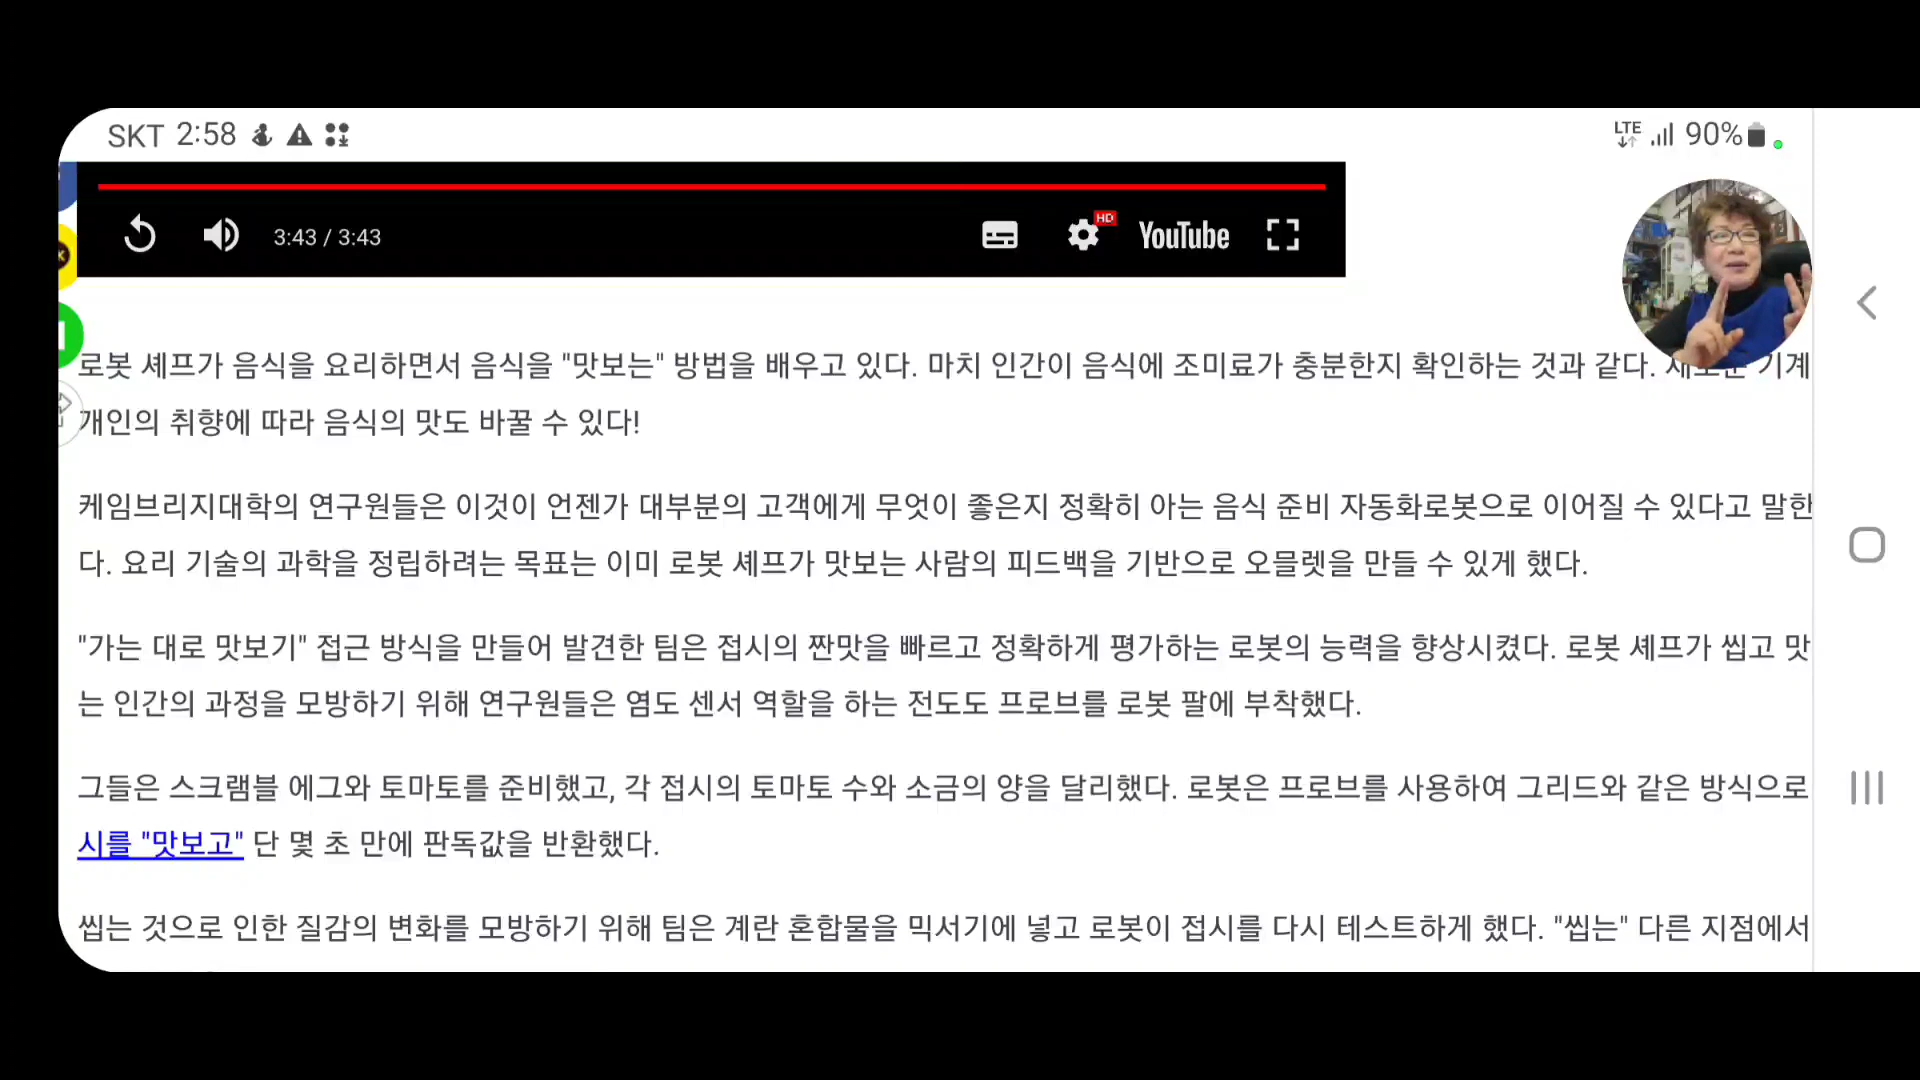 SKT 2:58
LTE 90%
3:43 / 3:43
HD
YouTube
로봇 셰프가 음식을 요리하면서 음식을 "맛보는" 방법을 배우고 있다. 마치 인간이 음식에 조미료가 충분한지 확인하는 것과 같다. 새로운 기계
개인의 취향에 따라 음식의 맛도 바꿀 수 있다!
케임브리지대학의 연구원들은 이것이 언젠가 대부분의 고객에게 무엇이 좋은지 정확히 아는 음식 준비 자동화로봇으로 이어질 수 있다고 말한
다. 요리 기술의 과학을 정립하려는 목표는 이미 로봇 셰프가 맛보는 사람의 피드백을 기반으로 오믈렛을 만들 수 있게 했다.
"가는 대로 맛보기" 접근 방식을 만들어 발견한 팀은 접시의 짠맛을 빠르고 정확하게 평가하는 로봇의 능력을 향상시켰다. 로봇 셰프가 씹고 맛
는 인간의 과정을 모방하기 위해 연구원들은 염도 센서 역할을 하는 전도도 프로브를 로봇 팔에 부착했다.
그들은 스크램블 에그와 토마토를 준비했고, 각 접시의 토마토 수와 소금의 양을 달리했다. 로봇은 프로브를 사용하여 그리드와 같은 방식으로
시를 "맛보고" 단 몇 초 만에 판독값을 반환했다.
씹는 것으로 인한 질감의 변화를 모방하기 위해 팀은 계란 혼합물을 믹서기에 넣고 로봇이 접시를 다시 테스트하게 했다. "씹는" 다른 지점에서